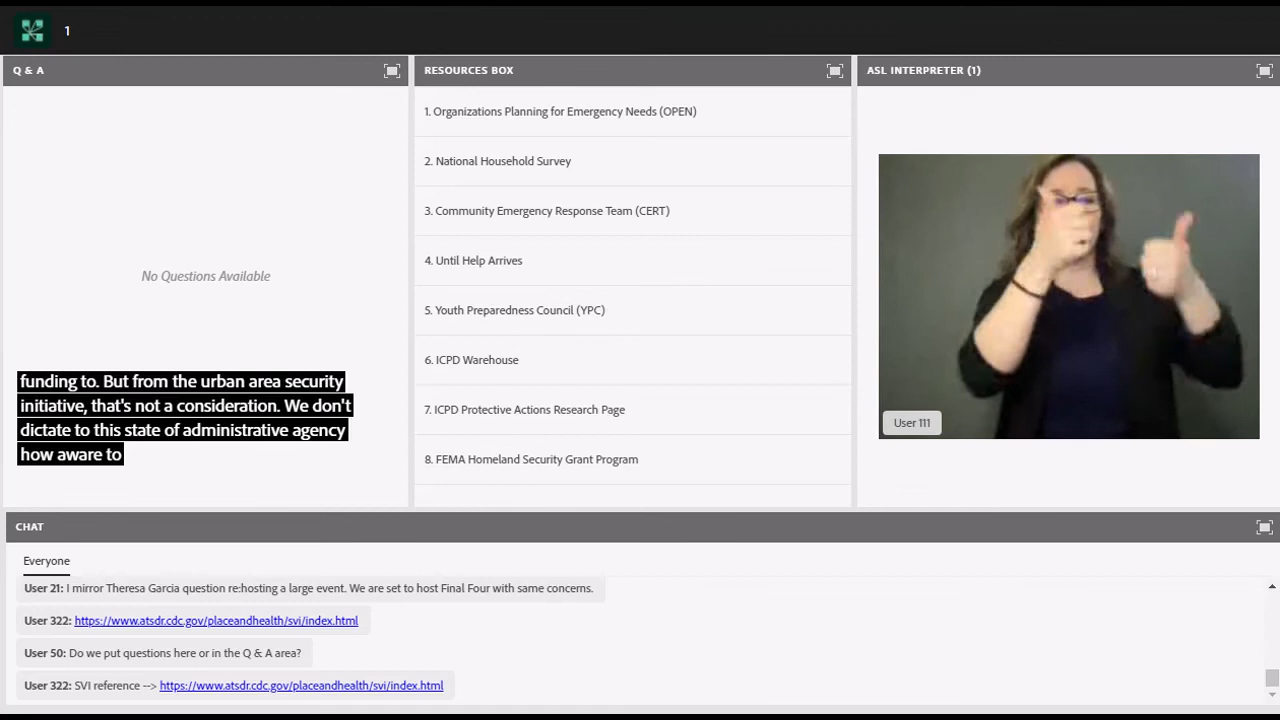 1
Q & A
No Questions Available
funding to. But from the urban area security
initiative, that's not a consideration. We don't
dictate to this state of administrative agency
how aware to
RESOURCES BOX
1. Organizations Planning for Emergency Needs (OPEN)
2. National Household Survey
3. Community Emergency Response Team (CERT)
4. Until Help Arrives
5. Youth Preparedness Council (YPC)
6. ICPD Warehouse
7. ICPD Protective Actions Research Page
8. FEMA Homeland Security Grant Program
ASL INTERPRETER (1)
User 111
CHAT
Everyone
User 21: I mirror Theresa Garcia question re:hosting a large event. We are set to host Final Four with same concerns.
User 322: https://www.atsdr.cdc.gov/placeandhealth/svi/index.html
User 50: Do we put questions here or in the Q & A area?
User 322: SVI reference --> https://www.atsdr.cdc.gov/placeandhealth/svi/index.html